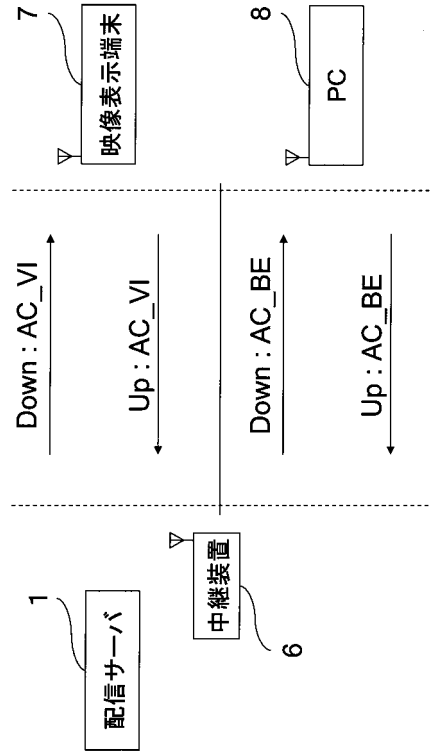 1
配信サーバ
中継装置
6
Down : AC_VI
Up : AC_VI
Down : AC_BE
Up : AC_BE
7
映像表示端末
8
PC